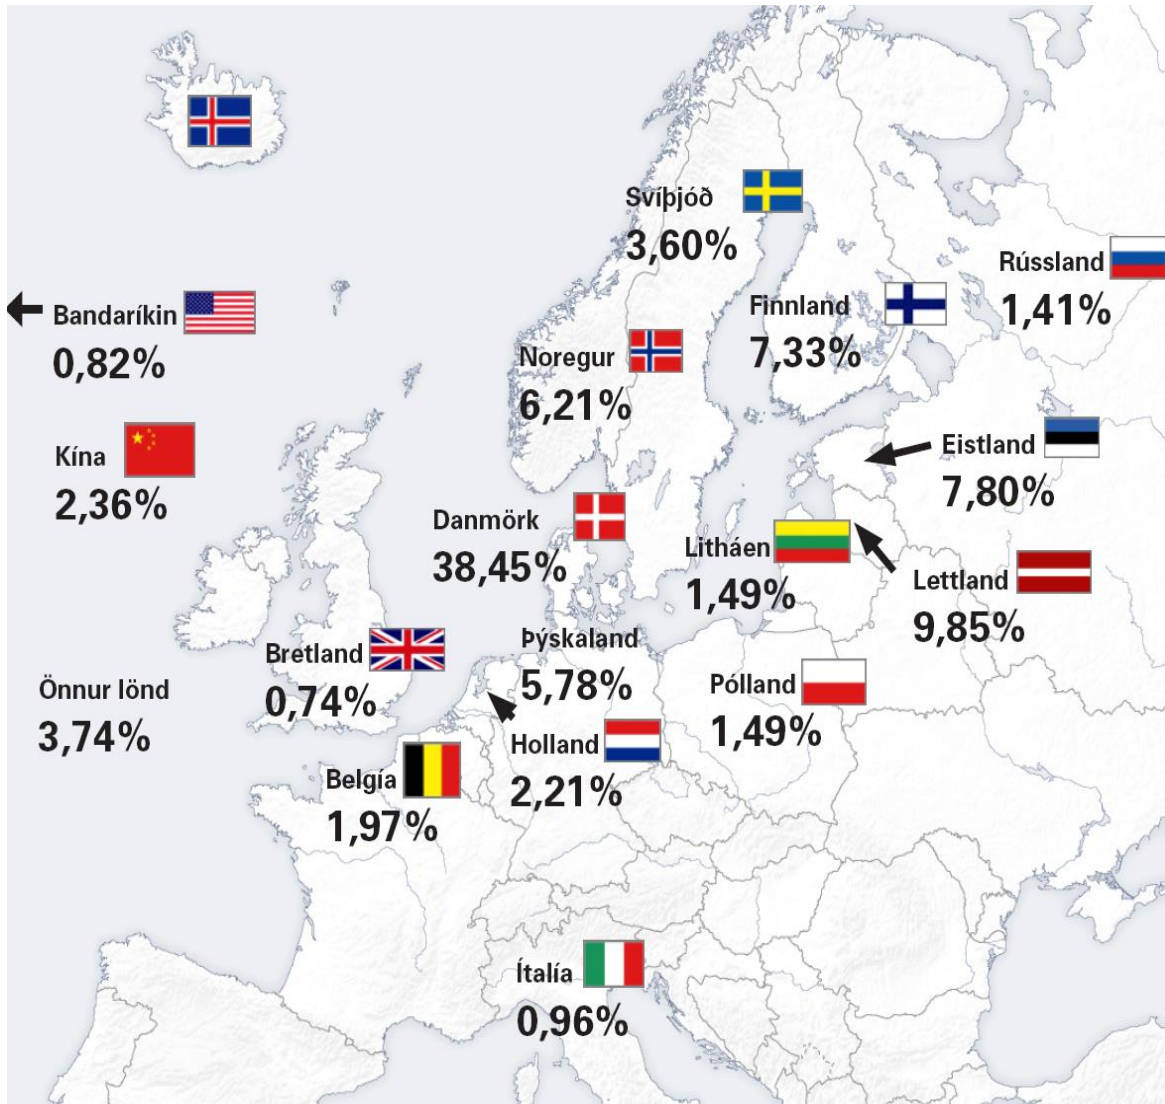 Svíþjóð
3,60%
Rússland
1,41%
Bandaríkin
0,82%
Finnland
7,33%
Noregur
6,21%
Kína
2,36%
Eistland
7,80%
Danmörk
38,45%
Litháen
1,49%
Lettland
9,85%
Bretland
0,74%
Þýskaland
5,78%
Önnur lönd
3,74%
Pólland
1,49%
Holland
2,21%
Belgía
1,97%
Ítalía
0,96%